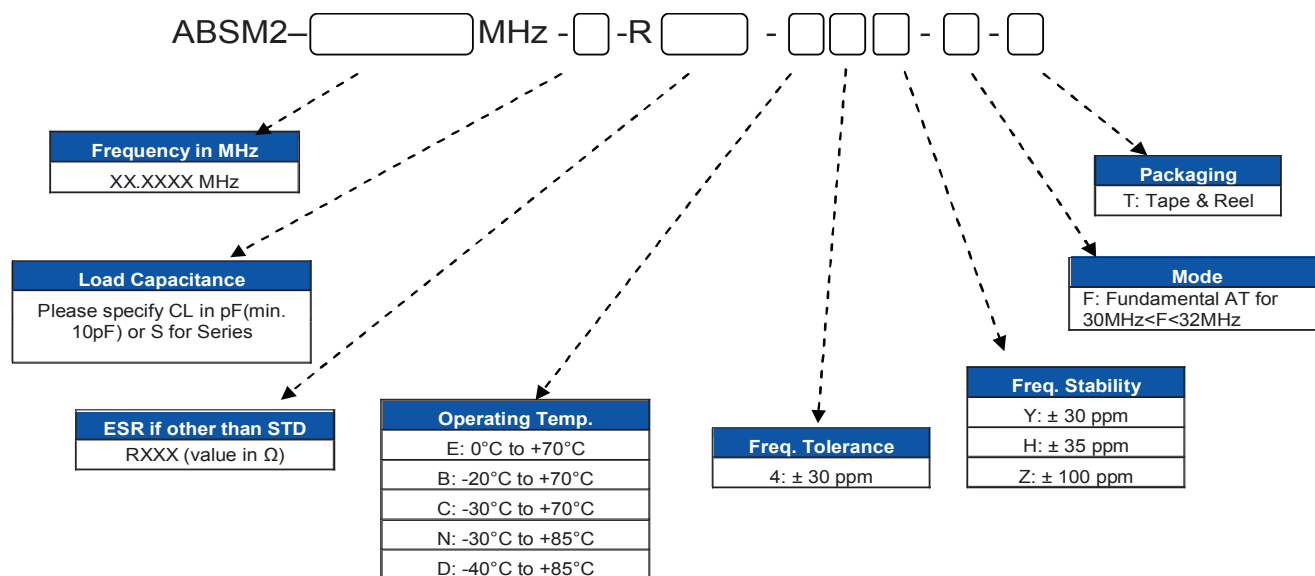 ABSM2– MHz - -R - - -
Frequency in MHz
XX.XXXX MHz
Packaging
T: Tape & Reel
Load Capacitance
Please specify CL in pF(min.
10pF) or S for Series
Mode
F: Fundamental AT for
30MHz<F<32MHz
ESR if other than STD
RXXX (value in Ω)
Operating Temp.
E: 0°C to +70°C
B: -20°C to +70°C
C: -30°C to +70°C
N: -30°C to +85°C
D: -40°C to +85°C
Freq. Tolerance
4: ± 30 ppm
Freq. Stability
Y: ± 30 ppm
H: ± 35 ppm
Z: ± 100 ppm